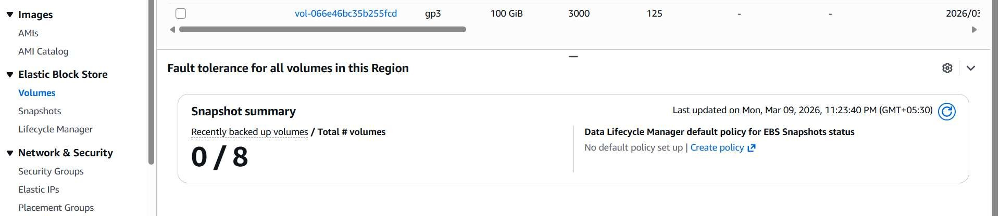 Images
AMIs
AMI Catalog
Elastic Block Store
Volumes
Snapshots
Lifecycle Manager
Network & Security
Security Groups
Elastic IPs
Placement Groups
vol-066e46bc35b255fcd gp3 100 GiB 3000 125 - - 2026/03
Fault tolerance for all volumes in this Region
Snapshot summary
Last updated on Mon, Mar 09, 2026, 11:23:40 PM (GMT+05:30)
Recently backed up volumes / Total # volumes
0 / 8
Data Lifecycle Manager default policy for EBS Snapshots status
No default policy set up | Create policy